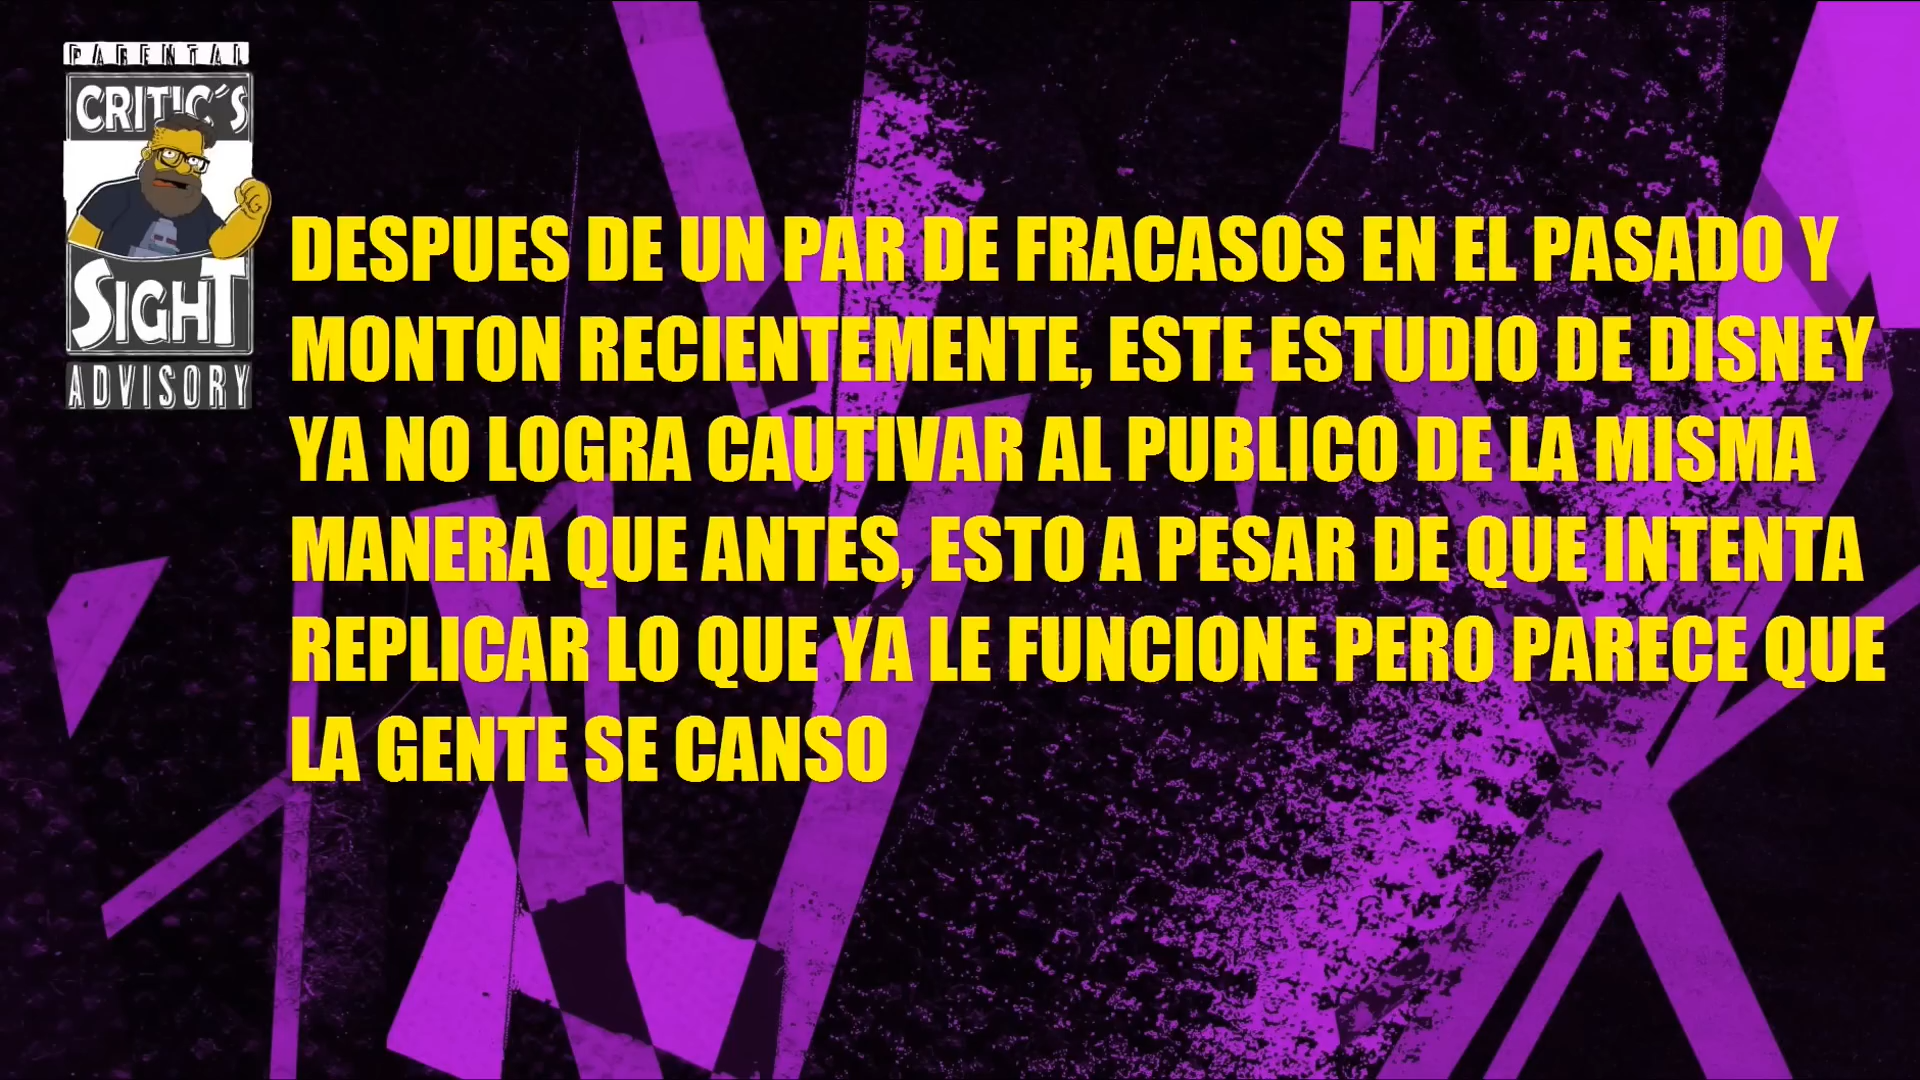 PARENTAL
CRITIC´S
SIGHT
ADVISORY
DESPUES DE UN PAR DE FRACASOS EN EL PASADO Y
MONTON RECIENTEMENTE, ESTE ESTUDIO DE DISNEY
YA NO LOGRA CAUTIVAR AL PUBLICO DE LA MISMA
MANERA QUE ANTES, ESTO A PESAR DE QUE INTENTA
REPLICAR LO QUE YA LE FUNCIONE PERO PARECE QUE
LA GENTE SE CANSO